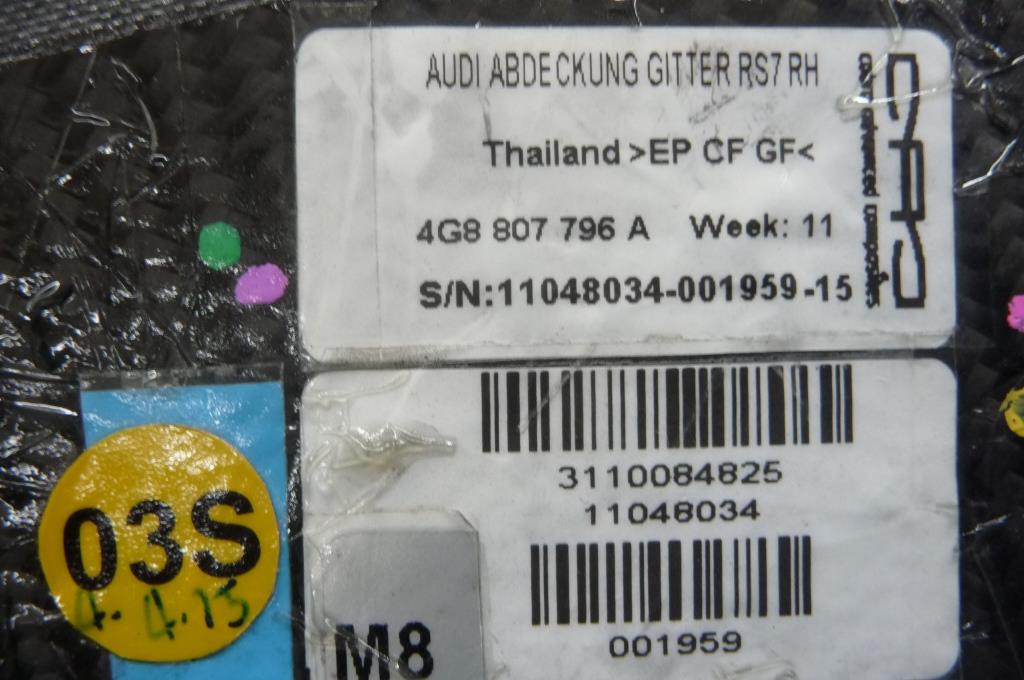 AUDI ABDECKUNG GITTER RS7 RH
Thailand >EP CF GF<
4G8 807 796 A Week: 11
S/N:11048034-001959-15
CRC
3110084825
11048034
001959
03S
4.4.15
M8